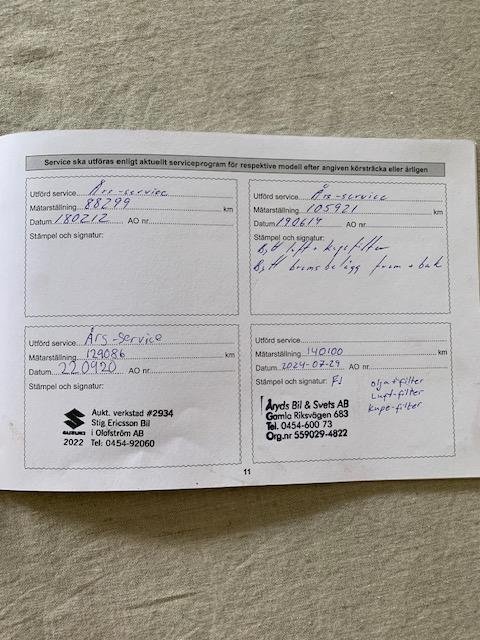 Service ska utföras enligt aktuellt serviceprogram för respektive modell efter angiven körsträcka eller årligen
Utförd service Års-service
Mätarställning 88299 km
Datum 180212 AO nr
Stämpel och signatur:
Utförd service Års-service
Mätarställning 105921 km
Datum 190614 AO nr
Stämpel och signatur:
Bytt luft + kupefilter
Bytt bromsbelägg fram + bak
Utförd service Års-service
Mätarställning 129086 km
Datum 220920 AO nr
Stämpel och signatur:
SUZUKI
2022
Aukt. verkstad #2934
Stig Ericsson Bil
i Olofström AB
Tel: 0454-92060
Utförd service
Mätarställning 140100 km
Datum 2024-07-29 AO nr
Stämpel och signatur: FJ
olja+filter
Luft-filter
kupe-filter
Åryds Bil & Svets AB
Gamla Riksvägen 683
Tel. 0454-600 73
Org.nr 559029-4822
11